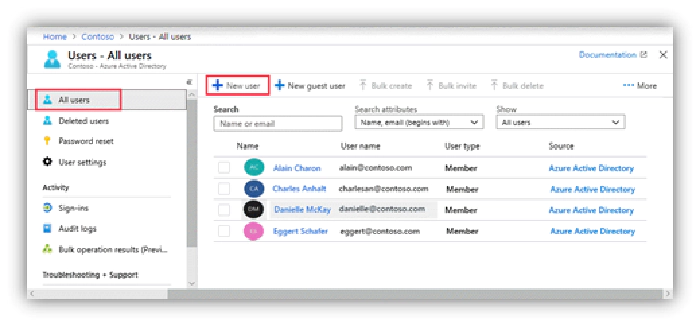 Home > Contoso > Users - All users
Users - All users
Contoso - Azure Active Directory
Documentation
All users
Deleted users
Password reset
User settings
Activity
Sign-ins
Audit logs
Bulk operation results (Previ...
Troubleshooting + Support
New user
New guest user
Bulk create
Bulk invite
Bulk delete
More
Search
Search attributes
Show
Name or email
Name, email (begins with)
All users
Name User name User type Source
AC Alain Charon alain@contoso.com Member Azure Active Directory
CA Charles Anhalt charlesan@contoso.com Member Azure Active Directory
DM Danielle McKay danielle@contoso.com Member Azure Active Directory
ES Eggert Schafer eggert@contoso.com Member Azure Active Directory